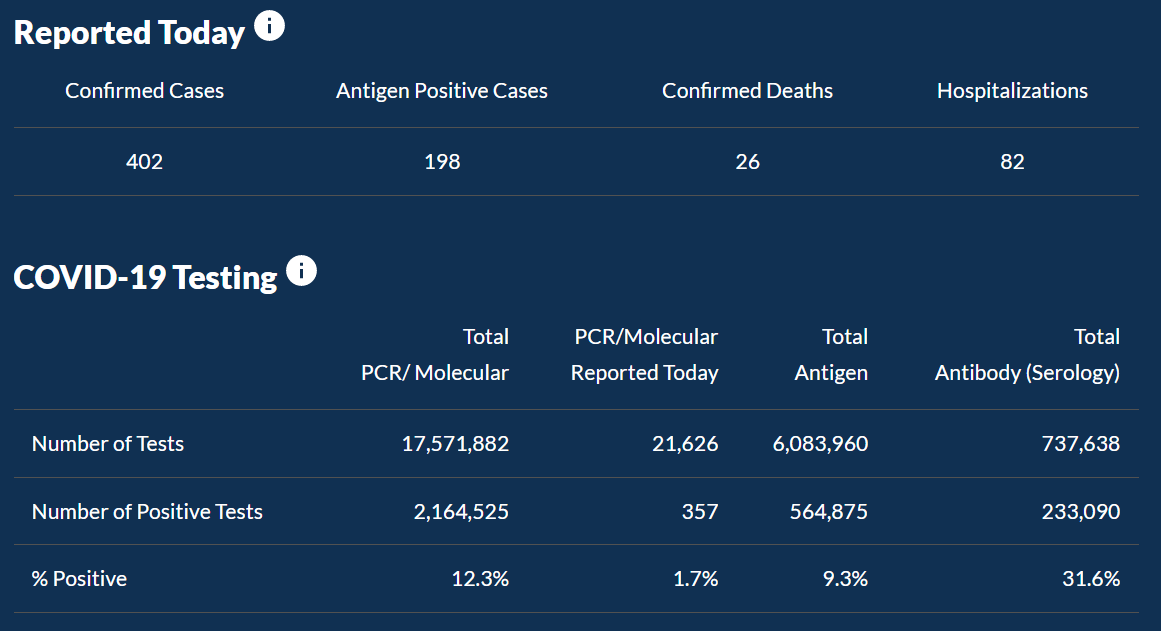 Reported Today
Confirmed Cases Antigen Positive Cases Confirmed Deaths Hospitalizations
402 198 26 82
COVID-19 Testing
Total PCR/Molecular Total Total
PCR/ Molecular Reported Today Antigen Antibody (Serology)
Number of Tests 17,571,882 21,626 6,083,960 737,638
Number of Positive Tests 2,164,525 357 564,875 233,090
% Positive 12.3% 1.7% 9.3% 31.6%